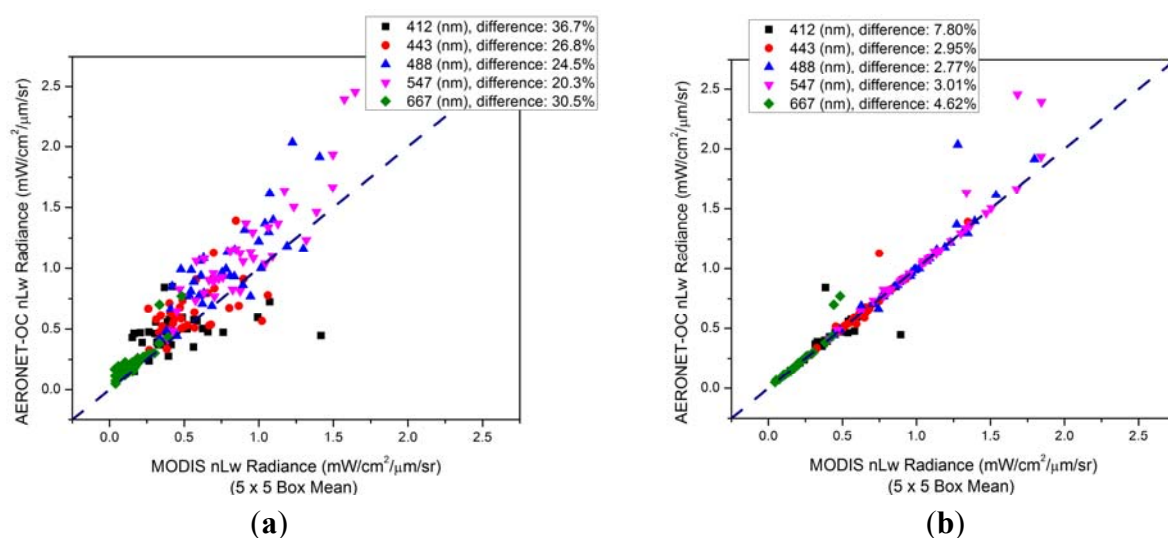 412 (nm), difference: 36.7%
443 (nm), difference: 26.8%
488 (nm), difference: 24.5%
547 (nm), difference: 20.3%
667 (nm), difference: 30.5%
AERONET-OC nLw Radiance (mW/cm²/μm/sr)
2.5
2.0
1.5
1.0
0.5
0.0
0.0 0.5 1.0 1.5 2.0 2.5
MODIS nLw Radiance (mW/cm²/μm/sr)
(5 x 5 Box Mean)
(a)
412 (nm), difference: 7.80%
443 (nm), difference: 2.95%
488 (nm), difference: 2.77%
547 (nm), difference: 3.01%
667 (nm), difference: 4.62%
AERONET-OC nLw Radiance (mW/cm²/μm/sr)
2.5
2.0
1.5
1.0
0.5
0.0
0.0 0.5 1.0 1.5 2.0 2.5
MODIS nLw Radiance (mW/cm²/μm/sr)
(5 x 5 Box Mean)
(b)